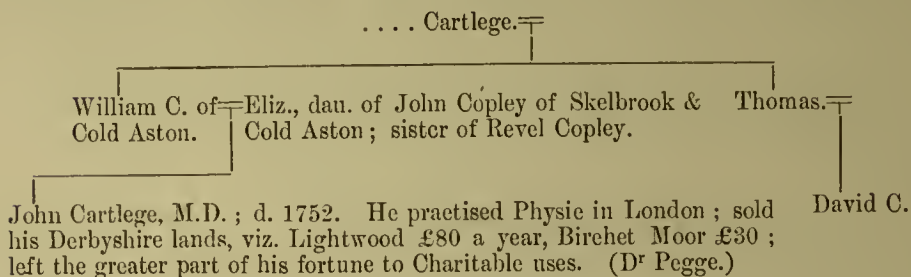 . . . . Cartlege.
William C. of Eliz., dau. of John Copley of Skelbrook & Thomas.
Cold Aston. Cold Aston ; sister of Revel Copley.
John Cartlege, M.D. ; d. 1752. He practised Physic in London ; sold David C.
his Derbyshire lands, viz. Lightwood £80 a year, Birchet Moor £30 ;
left the greater part of his fortune to Charitable uses. (Dʳ Pegge.)